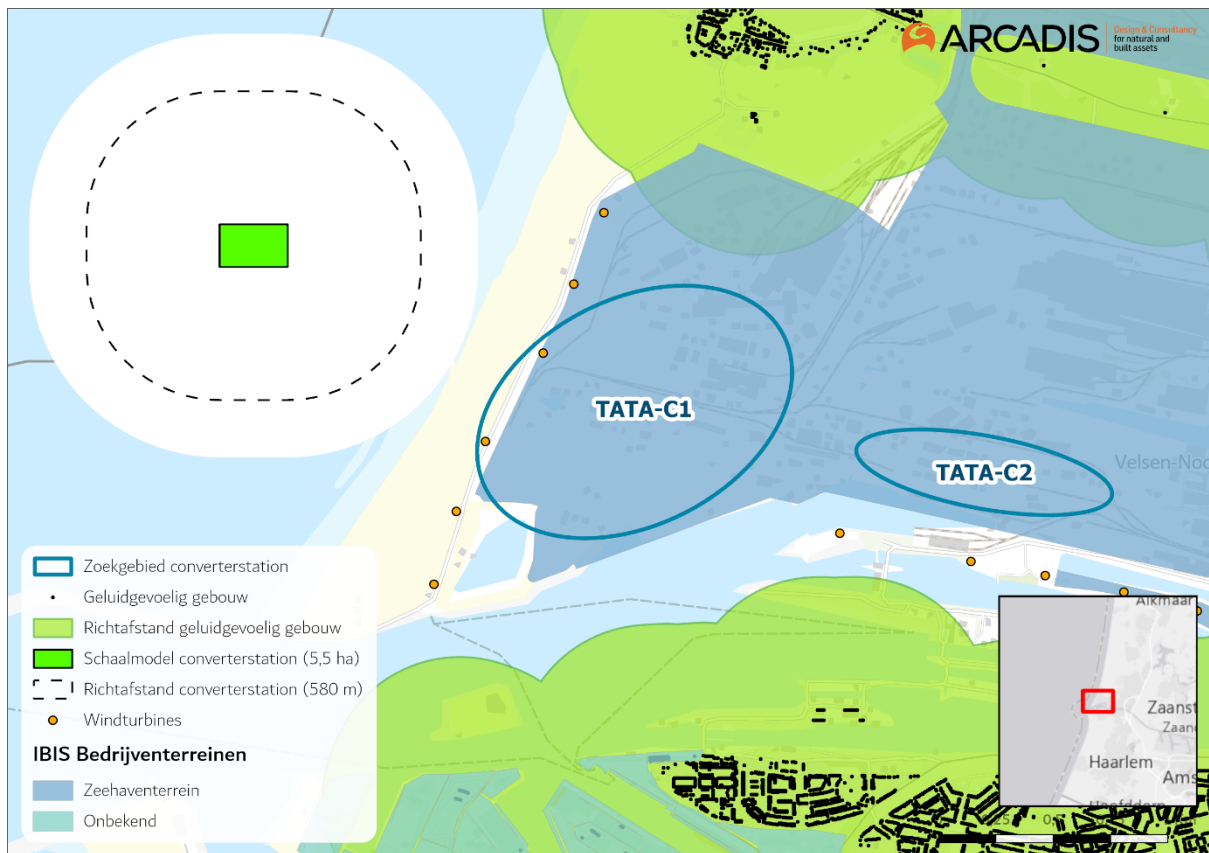 ARCADIS
Design & Consultancy
for natural and
built assets
TATA-C1
TATA-C2
Velsen-Noo
Zoekgebied converterstation
Geluidgevoelig gebouw
Richtafstand geluidgevoelig gebouw
Schaalmodel converterstation (5,5 ha)
Richtafstand converterstation (580 m)
Windturbines
IBIS Bedrijventerreinen
Zeehaventerrein
Onbekend
Alkmaar
Zaanst
Zaane
Haarlem
Ams
Hoofddorp